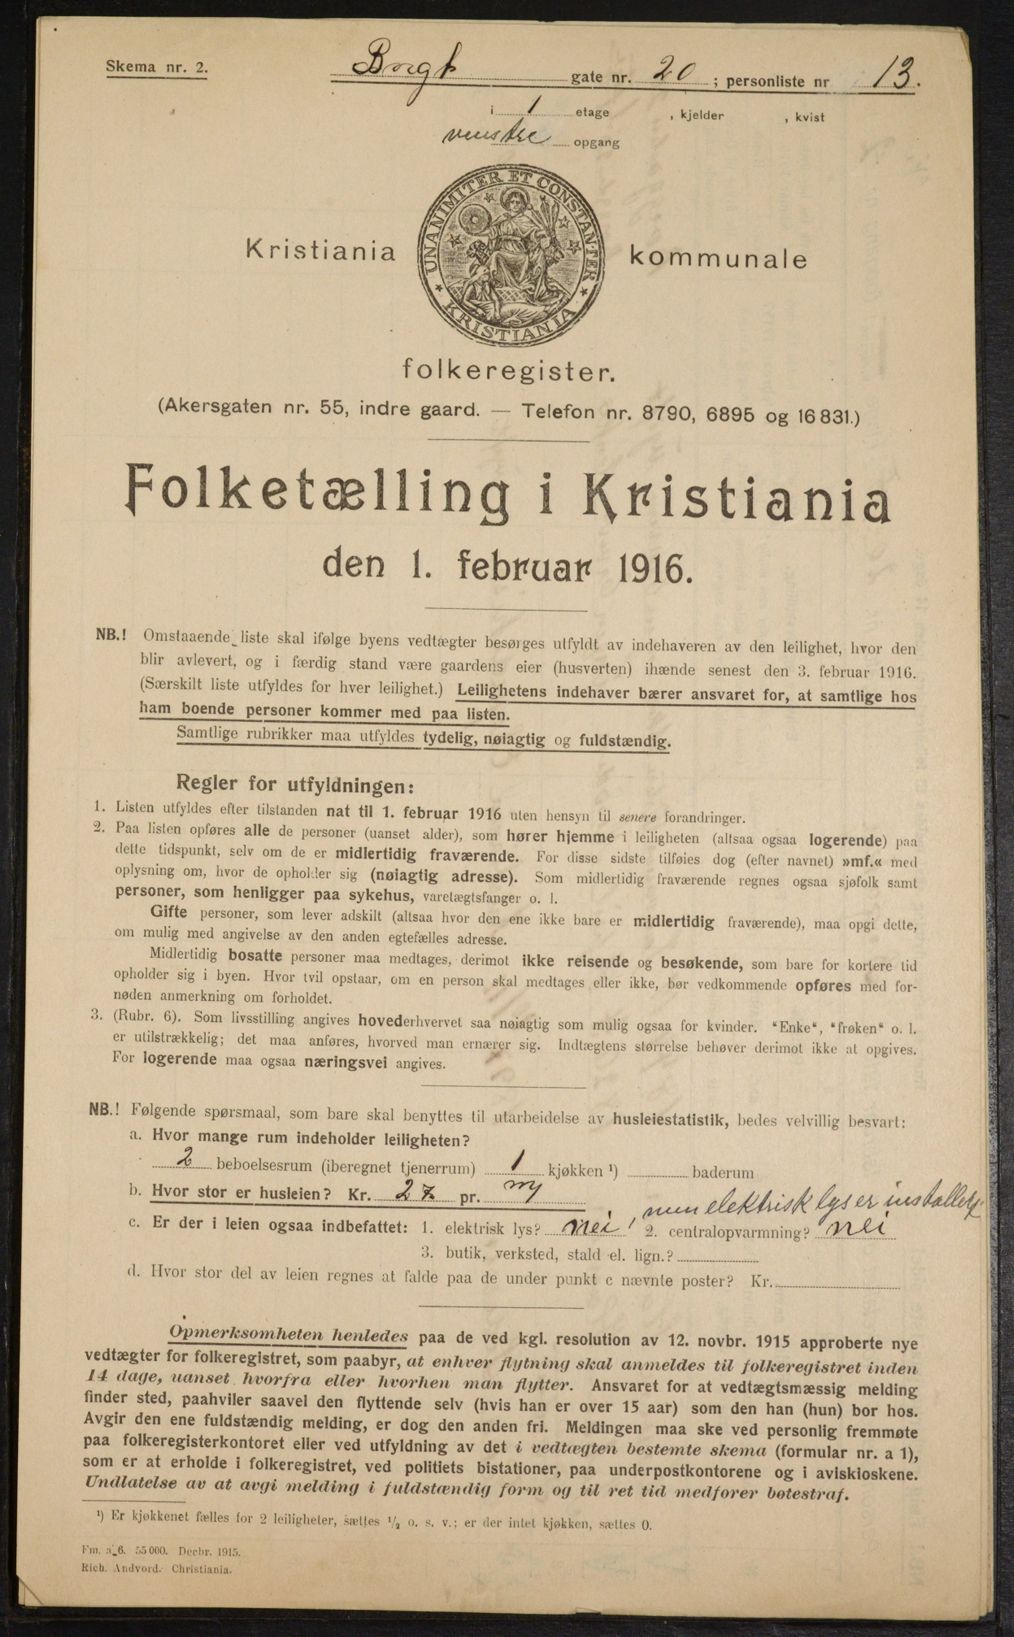 Skema nr. 2.
Borgt gate nr. 20 ; personliste nr 13.
i 1 etage , kjelder , kvist
venstre opgang
UNANIMITER ET CONSTANTER
KRISTIANIA
Kristiania kommunale
folkeregister.
(Akersgaten nr. 55, indre gaard. — Telefon nr. 8790, 6895 og 16831.)
Folketælling i Kristiania
den 1. februar 1916.
NB.! Omstaaende liste skal ifølge byens vedtægter besørges utfyldt av indehaveren av den leilighet, hvor den
blir avlevert, og i færdig stand være gaardens eier (husverten) ihænde senest den 3. februar 1916.
(Særskilt liste utfyldes for hver leilighet.) Leilighetens indehaver bærer ansvaret for, at samtlige hos
ham boende personer kommer med paa listen.
Samtlige rubrikker maa utfyldes tydelig, nøiagtig og fuldstændig.
Regler for utfyldningen:
1. Listen utfyldes efter tilstanden nat til 1. februar 1916 uten hensyn til senere forandringer.
2. Paa listen opføres alle de personer (uanset alder), som hører hjemme i leiligheten (altsaa ogsaa logerende) paa
dette tidspunkt, selv om de er midlertidig fraværende. For disse sidste tilføies dog (efter navnet) »mf.« med
oplysning om, hvor de opholder sig (nøiagtig adresse). Som midlertidig fraværende regnes ogsaa sjøfolk samt
personer, som henligger paa sykehus, varetægtsfanger o. l.
Gifte personer, som lever adskilt (altsaa hvor den ene ikke bare er midlertidig fraværende), maa opgi dette,
om mulig med angivelse av den anden egtefælles adresse.
Midlertidig bosatte personer maa medtages, derimot ikke reisende og besøkende, som bare for kortere tid
opholder sig i byen. Hvor tvil opstaar, om en person skal medtages eller ikke, bør vedkommende opføres med for-
nøden anmerkning om forholdet.
3. (Rubr. 6). Som livsstilling angives hovederhvervet saa nøiagtig som mulig ogsaa for kvinder. "Enke", "frøken" o. l.
er utilstrækkelig; det maa anføres, hvorved man ernærer sig. Indtægtens størrelse behøver derimot ikke at opgives.
For logerende maa ogsaa næringsvei angives.
NB.! Følgende spørsmaal, som bare skal benyttes til utarbeidelse av husleiestatistik, bedes velvillig besvart:
a. Hvor mange rum indeholder leiligheten?
2 beboelsesrum (iberegnet tjenerrum) 1 kjøkken ¹) baderum
b. Hvor stor er husleien? Kr. 27 pr.
men elektrisk lys er installert
c. Er der i leien ogsaa indbefattet: 1. elektrisk lys? nei, 2. centralopvarmning? nei
3. butik, verksted, stald el. lign.?
d. Hvor stor del av leien regnes at falde paa de under punkt c nævnte poster? Kr.
Opmerksomheten henledes paa de ved kgl. resolution av 12. novbr. 1915 approberte nye
vedtægter for folkeregistret, som paabyr, at enhver flytning skal anmeldes til folkeregistret inden
14 dage, uanset hvorfra eller hvorhen man flytter. Ansvaret for at vedtægtsmæssig melding
finder sted, paahviler saavel den flyttende selv (hvis han er over 15 aar) som den han (hun) bor hos.
Avgir den ene fuldstændig melding, er dog den anden fri. Meldingen maa ske ved personlig fremmøte
paa folkeregisterkontoret eller ved utfyldning av det i vedtægten bestemte skema (formular nr. a 1),
som er at erholde i folkeregistret, ved politiets bistationer, paa underpostkontorene og i aviskioskene.
Undlatelse av at avgi melding i fuldstændig form og til ret tid medfører bøtestraf.
¹) Er kjøkkenet fælles for 2 leiligheter, sættes ½ o. s. v.; er der intet kjøkken, sættes 0.
Fm. a_6. 55000. Decbr. 1915.
Rich. Andvord. Christiania.